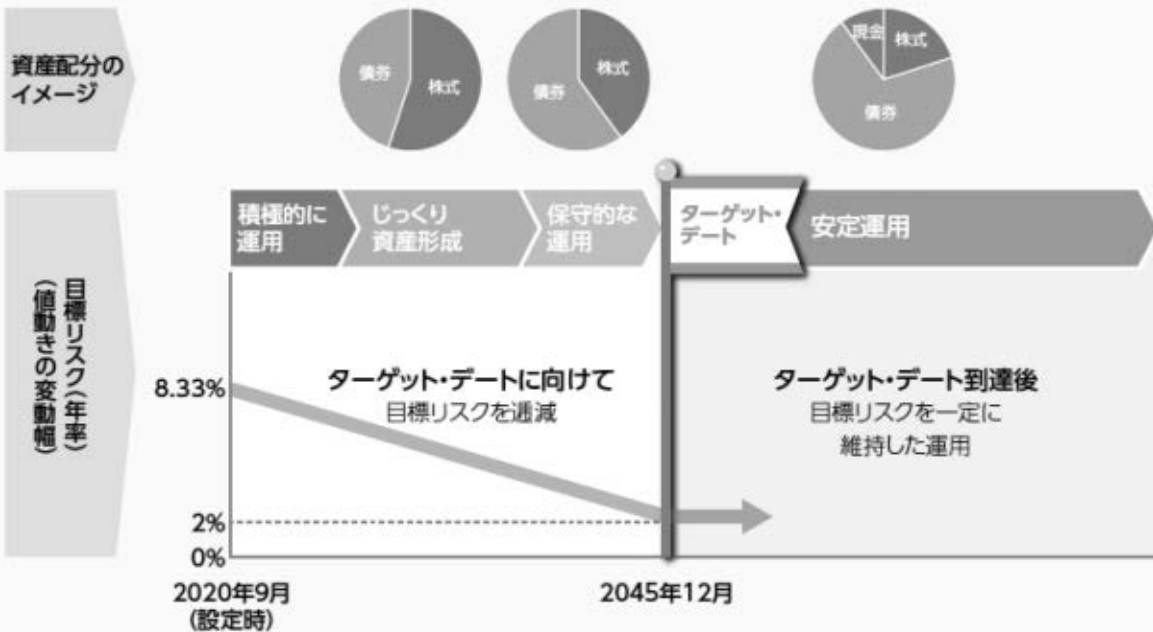 資産配分の
イメージ
債券
株式
債券
株式
現金
株式
債券
積極的に
運用
じっくり
資産形成
保守的な
運用
ターゲット・
デート
安定運用
目標リスク(年率)
(値動きの変動幅)
8.33%
2%
0%
ターゲット・デートに向けて
目標リスクを逓減
ターゲット・デート到達後
目標リスクを一定に
維持した運用
2020年9月
(設定時)
2045年12月